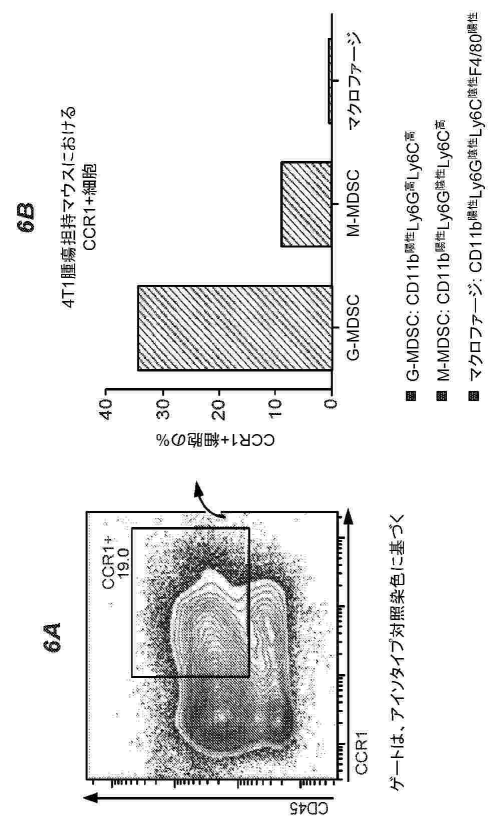 6A
CD45
CCR1+
19.0
CCR1
ゲートは、アイソタイプ対照染色に基づく
6B
4T1腫瘍担持マウスにおける
CCR1+細胞
CCR1+細胞の%
40
30
20
10
0
G-MDSC
M-MDSC
マクロファージ
G-MDSC: CD11b陽性Ly6G高Ly6C高
M-MDSC: CD11b陽性Ly6G陰性Ly6C高
マクロファージ: CD11b陽性Ly6G陰性Ly6C陰性F4/80陽性